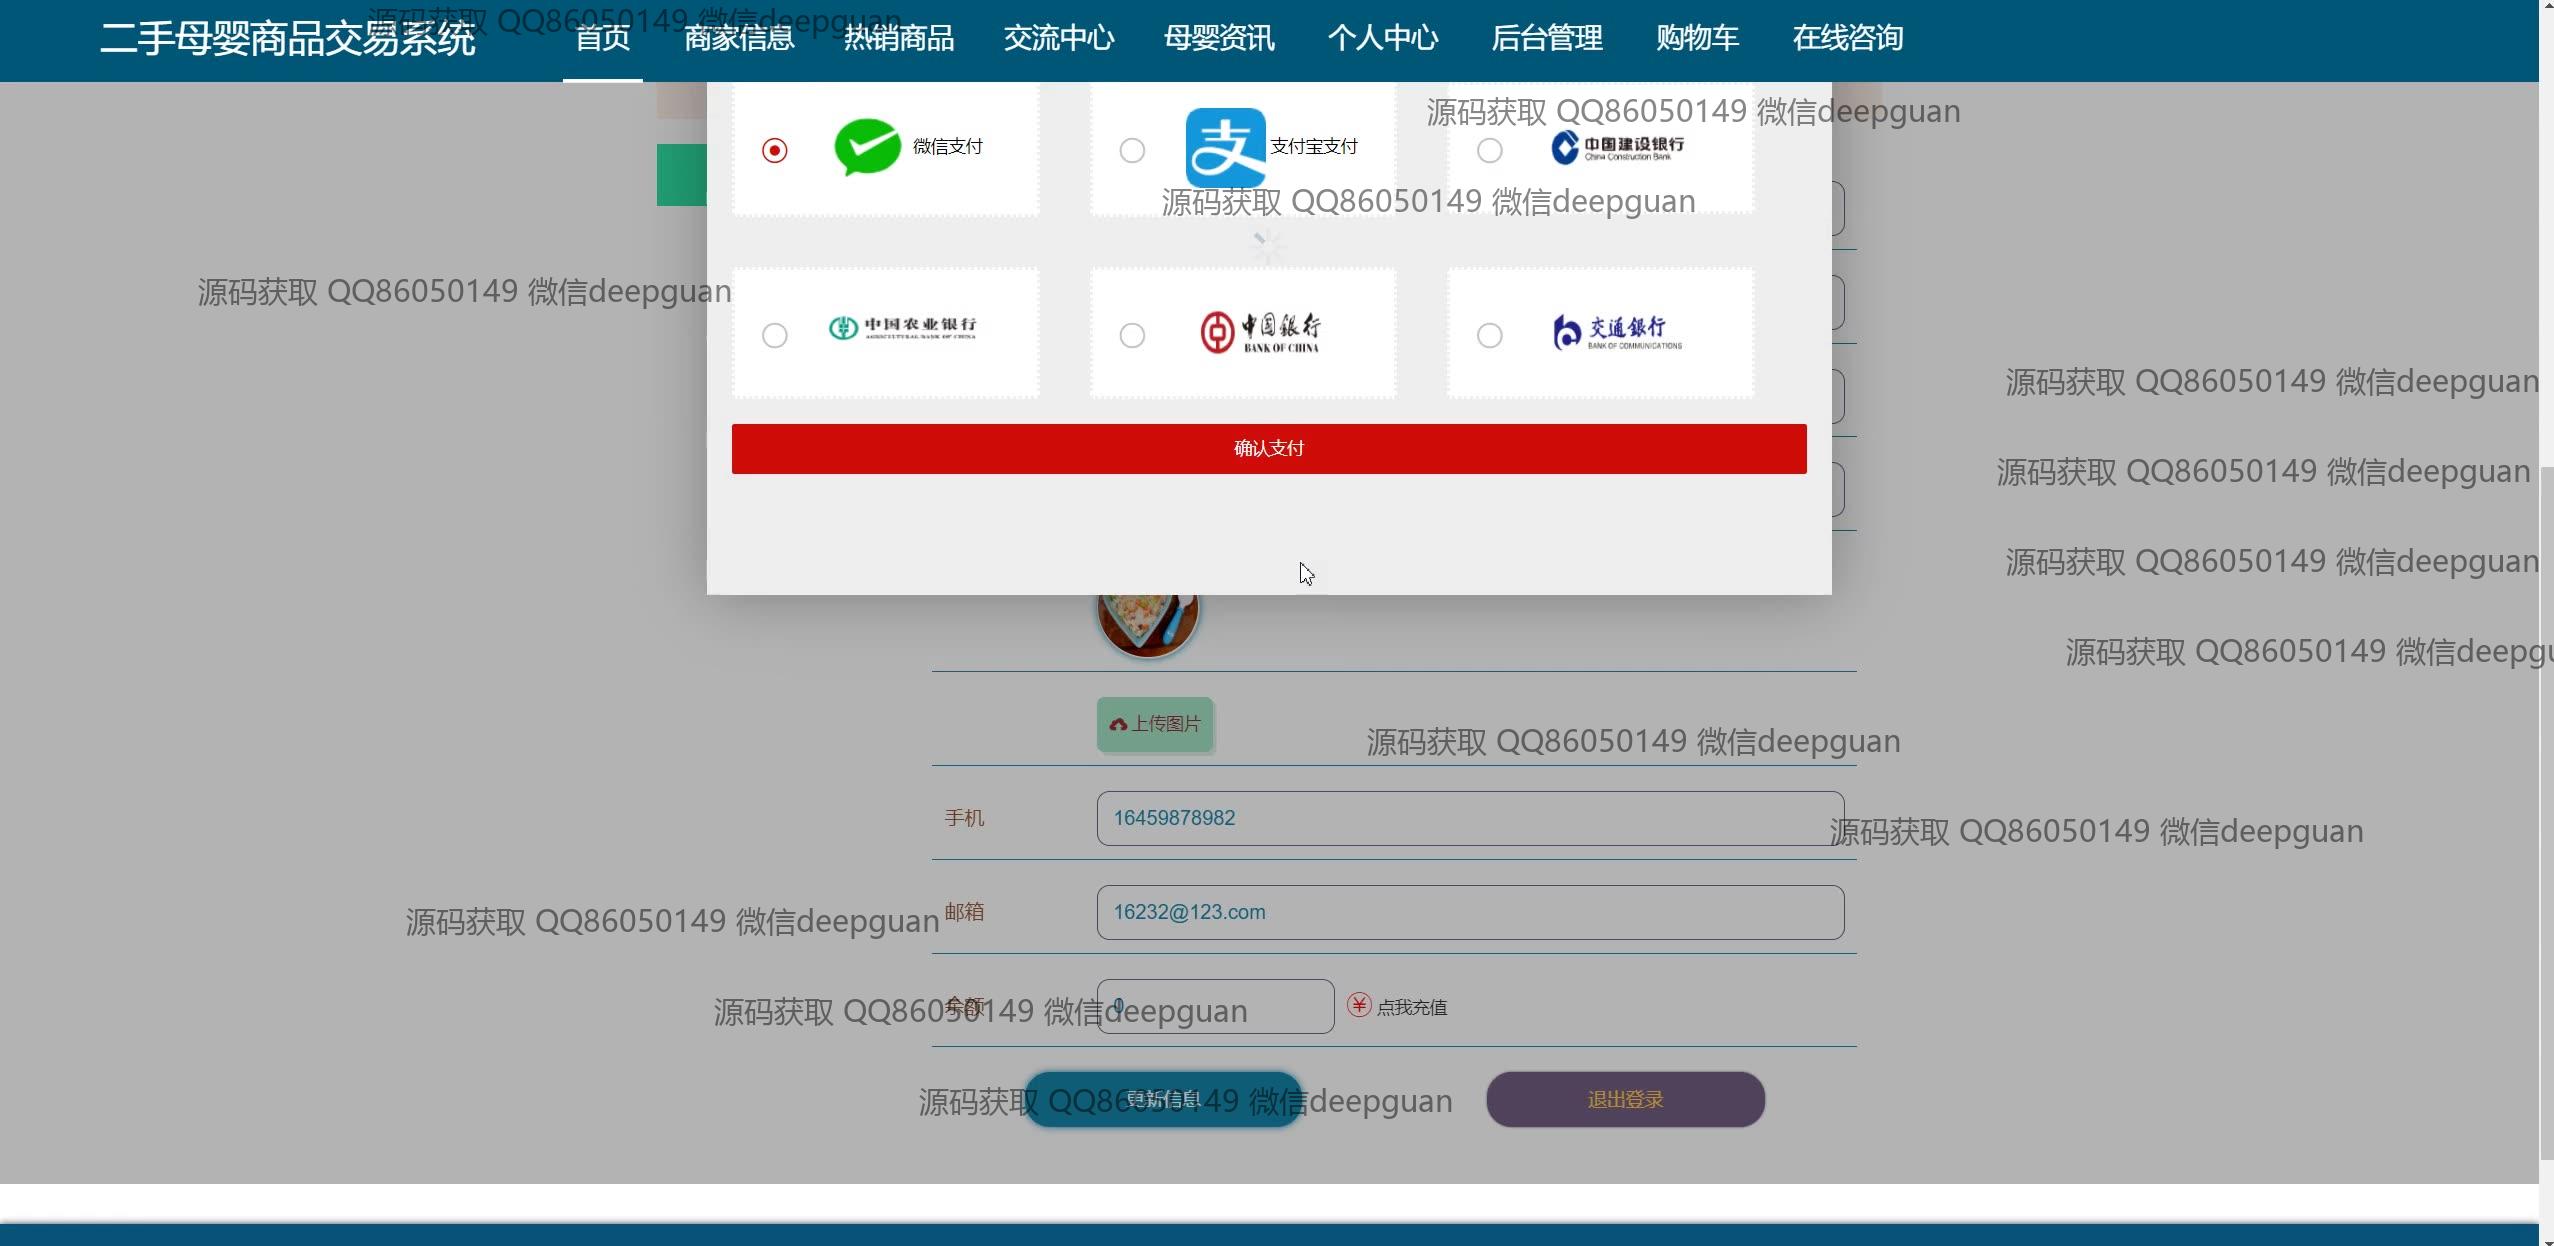 二手母婴商品交易系统
首页 商家信息 热销商品 交流中心 母婴资讯 个人中心 后台管理 购物车 在线咨询
源码获取 QQ86050149 微信deepguan
源码获取 QQ86050149 微信deepguan
微信支付
支付宝支付
中国建设银行
China Construction Bank
源码获取 QQ86050149 微信deepguan
源码获取 QQ86050149 微信deepguan
中国农业银行
AGRICULTURAL BANK OF CHINA
中国银行
BANK OF CHINA
交通银行
BANK OF COMMUNICATIONS
源码获取 QQ86050149 微信deepguan
确认支付
源码获取 QQ86050149 微信deepguan
源码获取 QQ86050149 微信deepguan
源码获取 QQ86050149 微信deepgu
上传图片
源码获取 QQ86050149 微信deepguan
手机 16459878982
源码获取 QQ86050149 微信deepguan
邮箱 16232@123.com
源码获取 QQ86050149 微信deepguan
余额 0 点我充值
源码获取 QQ86050149 微信deepguan
更新信息 退出登录
源码获取 QQ86050149 微信deepguan